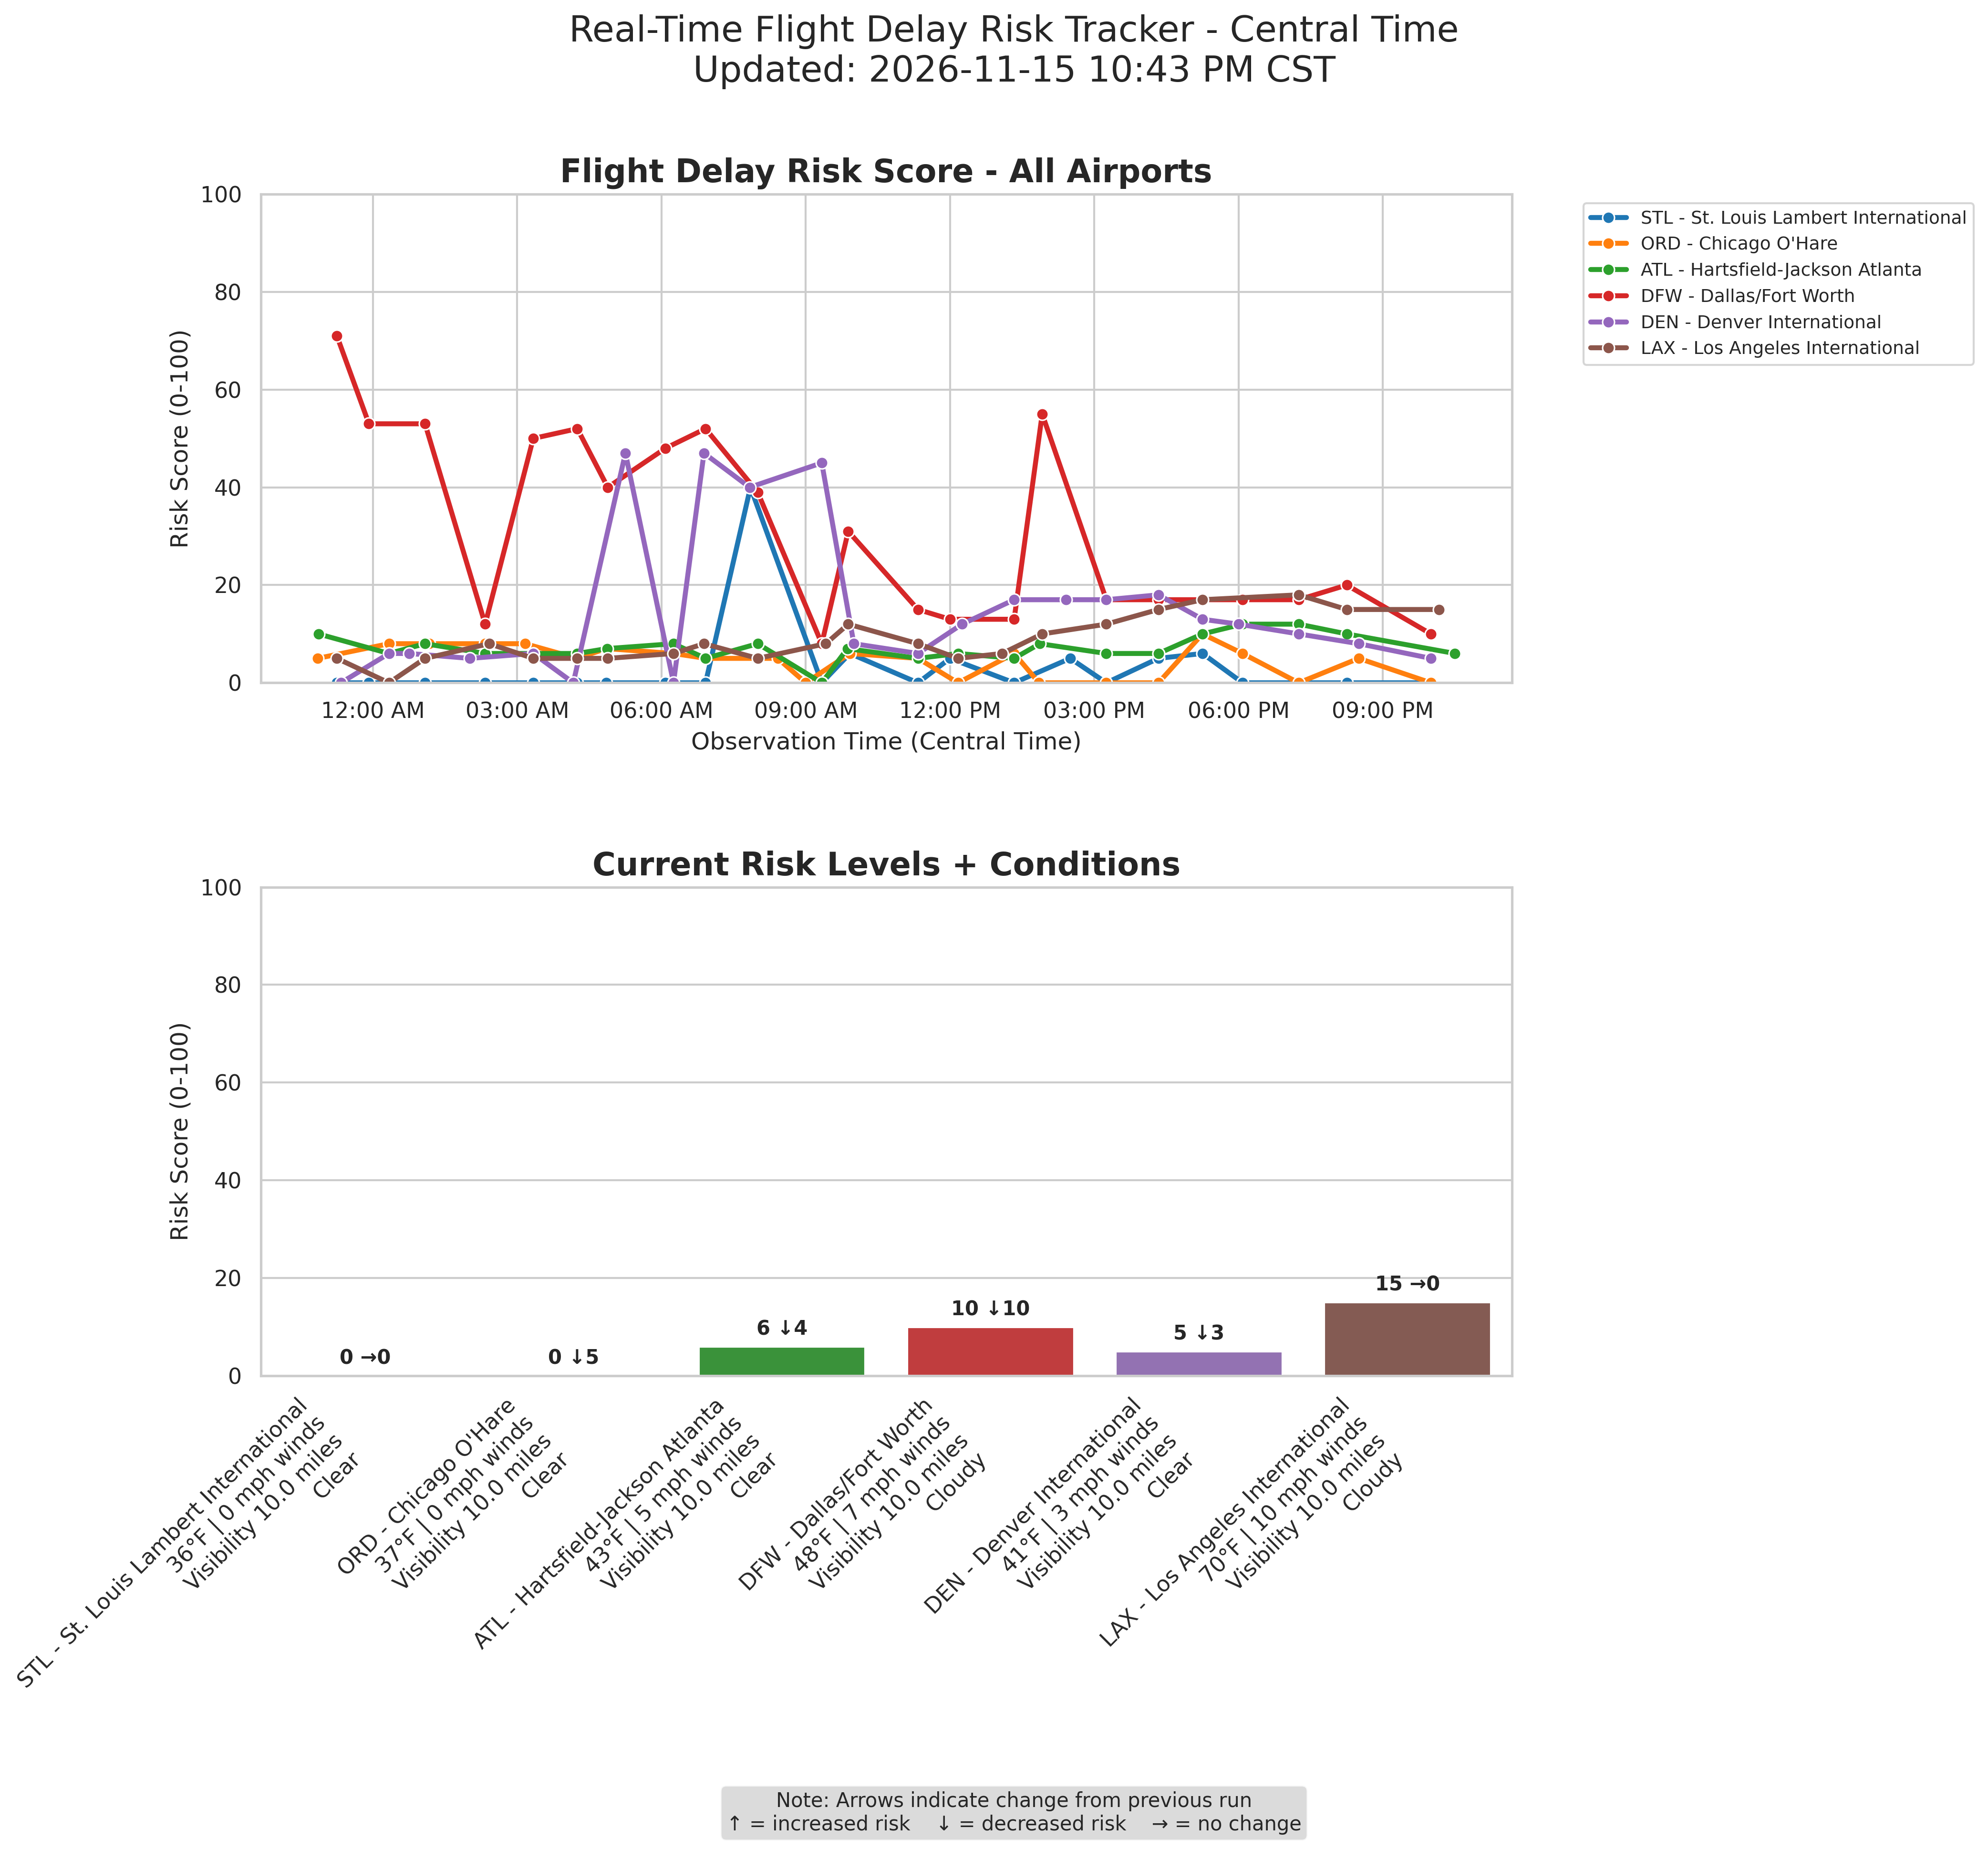 Real-Time Flight Delay Risk Tracker - Central Time
Updated: 2026-11-15 10:43 PM CST
Flight Delay Risk Score - All Airports
Risk Score (0-100)
100
80
60
40
20
0
12:00 AM
03:00 AM
06:00 AM
09:00 AM
12:00 PM
03:00 PM
06:00 PM
09:00 PM
Observation Time (Central Time)
STL - St. Louis Lambert International
ORD - Chicago O'Hare
ATL - Hartsfield-Jackson Atlanta
DFW - Dallas/Fort Worth
DEN - Denver International
LAX - Los Angeles International
Current Risk Levels + Conditions
Risk Score (0-100)
100
80
60
40
20
0
0 →0
0 ↓5
6 ↓4
10 ↓10
5 ↓3
15 →0
STL - St. Louis Lambert International
36°F | 0 mph winds
Visibility 10.0 miles
Clear
ORD - Chicago O'Hare
37°F | 0 mph winds
Visibility 10.0 miles
Clear
ATL - Hartsfield-Jackson Atlanta
43°F | 5 mph winds
Visibility 10.0 miles
Clear
DFW - Dallas/Fort Worth
48°F | 7 mph winds
Visibility 10.0 miles
Cloudy
DEN - Denver International
41°F | 3 mph winds
Visibility 10.0 miles
Clear
LAX - Los Angeles International
70°F | 10 mph winds
Visibility 10.0 miles
Cloudy
Note: Arrows indicate change from previous run
↑ = increased risk    ↓ = decreased risk    → = no change